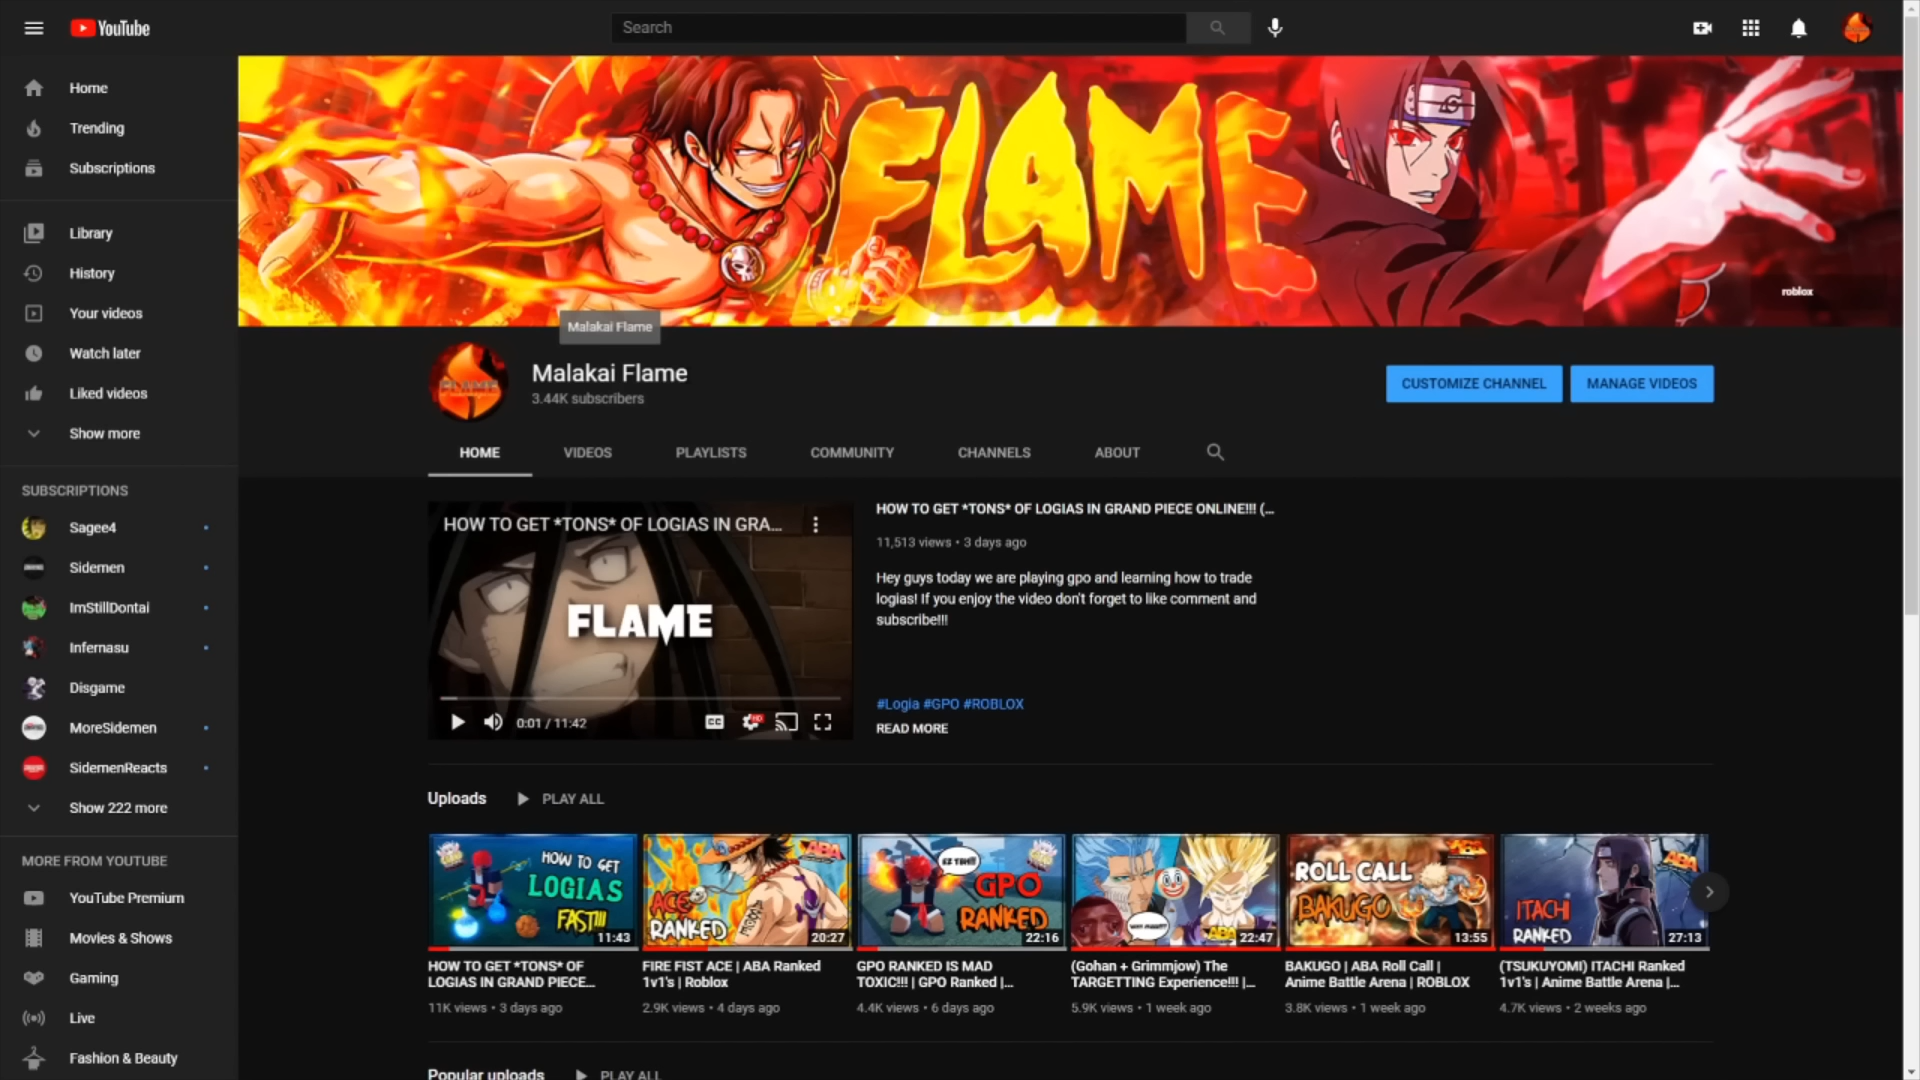 YouTube
Search
Home
Trending
Subscriptions
Library
History
Your videos
Watch later
Liked videos
Show more
SUBSCRIPTIONS
Sagee4
Sidemen
ImStillDontai
Infernasu
Disgame
MoreSidemen
SidemenReacts
Show 222 more
MORE FROM YOUTUBE
YouTube Premium
Movies & Shows
Gaming
Live
Fashion & Beauty
FLAME
roblox
Malakai Flame
FLAME
Malakai Flame
3.44K subscribers
CUSTOMIZE CHANNEL
MANAGE VIDEOS
HOME
VIDEOS
PLAYLISTS
COMMUNITY
CHANNELS
ABOUT
HOW TO GET *TONS* OF LOGIAS IN GRA...
FLAME
0:01 / 11:42
CC
HD
HOW TO GET *TONS* OF LOGIAS IN GRAND PIECE ONLINE!!! (...
11,513 views • 3 days ago
Hey guys today we are playing gpo and learning how to trade
logias! If you enjoy the video don't forget to like comment and
subscribe!!!
#Logia #GPO #ROBLOX
READ MORE
Uploads
PLAY ALL
HOW TO GET
LOGIAS
FAST!!!
11:43
HOW TO GET *TONS* OF
LOGIAS IN GRAND PIECE...
11K views • 3 days ago
ABA
ACE
RANKED
20:27
FIRE FIST ACE | ABA Ranked
1v1's | Roblox
2.9K views • 4 days ago
GPO
RANKED
22:16
GPO RANKED IS MAD
TOXIC!!! | GPO Ranked |...
4.4K views • 6 days ago
ABA
22:47
(Gohan + Grimmjow) The
TARGETTING Experience!!! |...
5.9K views • 1 week ago
ABA
ROLL CALL
BAKUGO
13:55
BAKUGO | ABA Roll Call |
Anime Battle Arena | ROBLOX
3.8K views • 1 week ago
ABA
ITACHI
RANKED
27:13
(TSUKUYOMI) ITACHI Ranked
1v1's | Anime Battle Arena |...
4.7K views • 2 weeks ago
Popular uploads
PLAY ALL